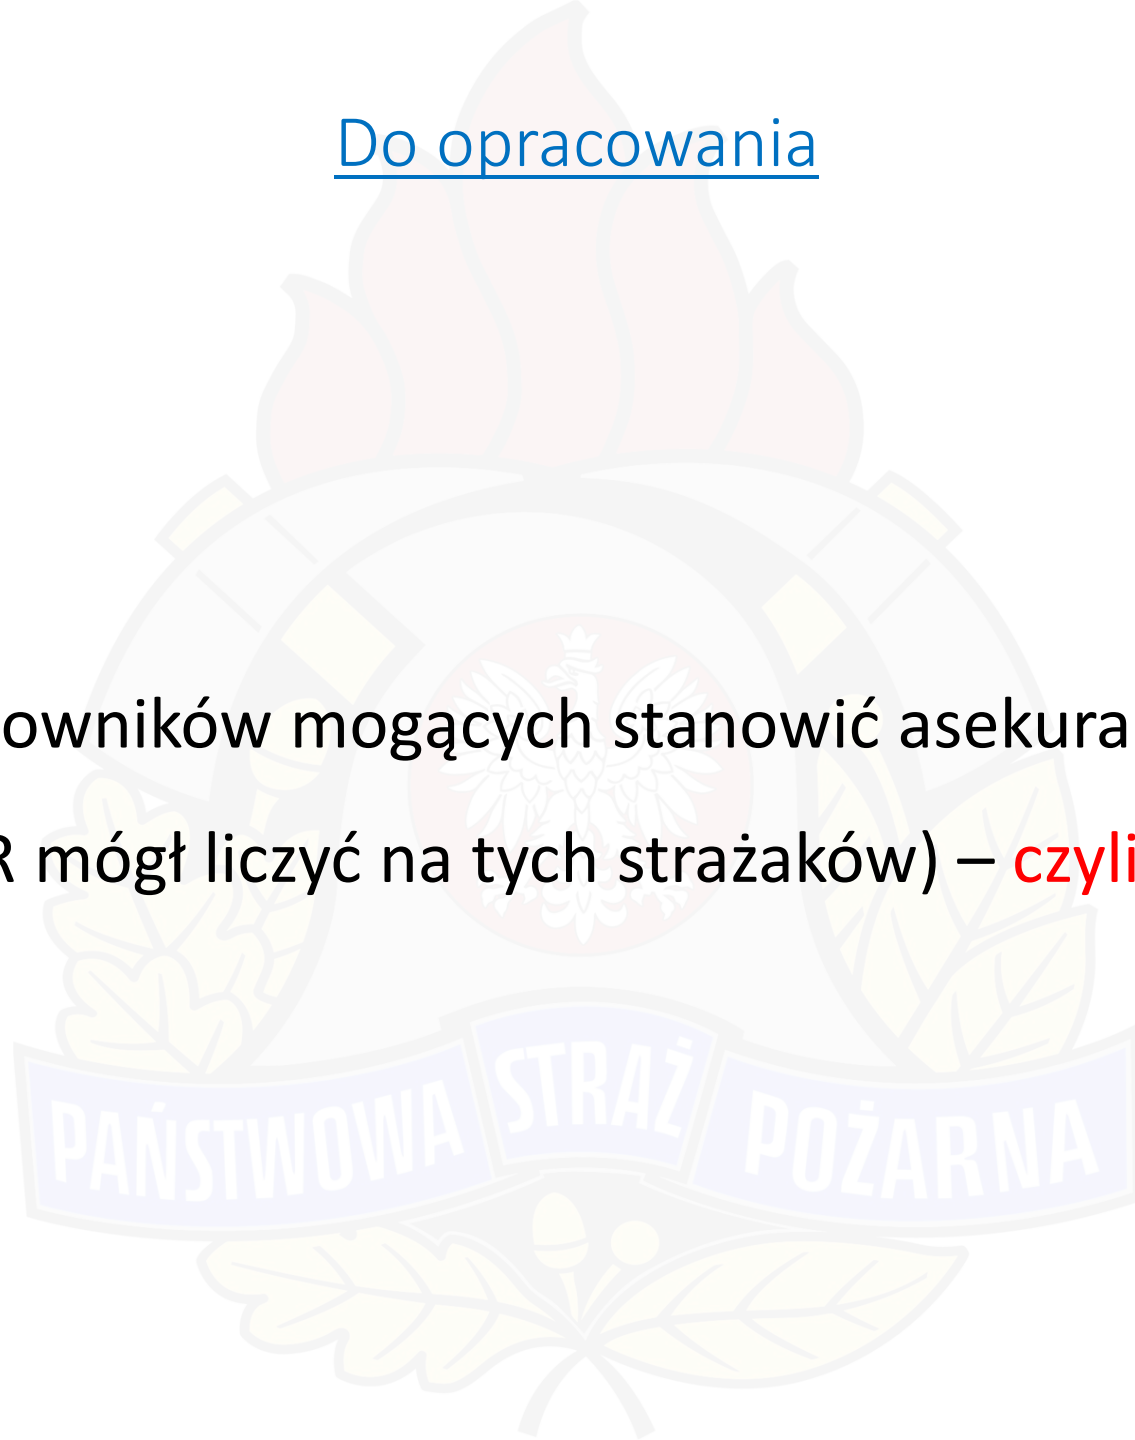 Do opracowania
owników mogących stanowić asekura
R mógł liczyć na tych strażaków) – czyli
PAŃSTWOWA STRAŻ POŻARNA